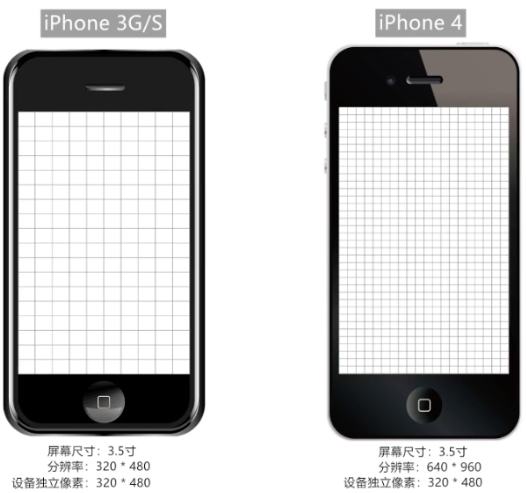 iPhone 3G/S
iPhone 4
屏幕尺寸：3.5寸
分辨率：320 * 480
设备独立像素：320 * 480
屏幕尺寸：3.5寸
分辨率：640 * 960
设备独立像素：320 * 480